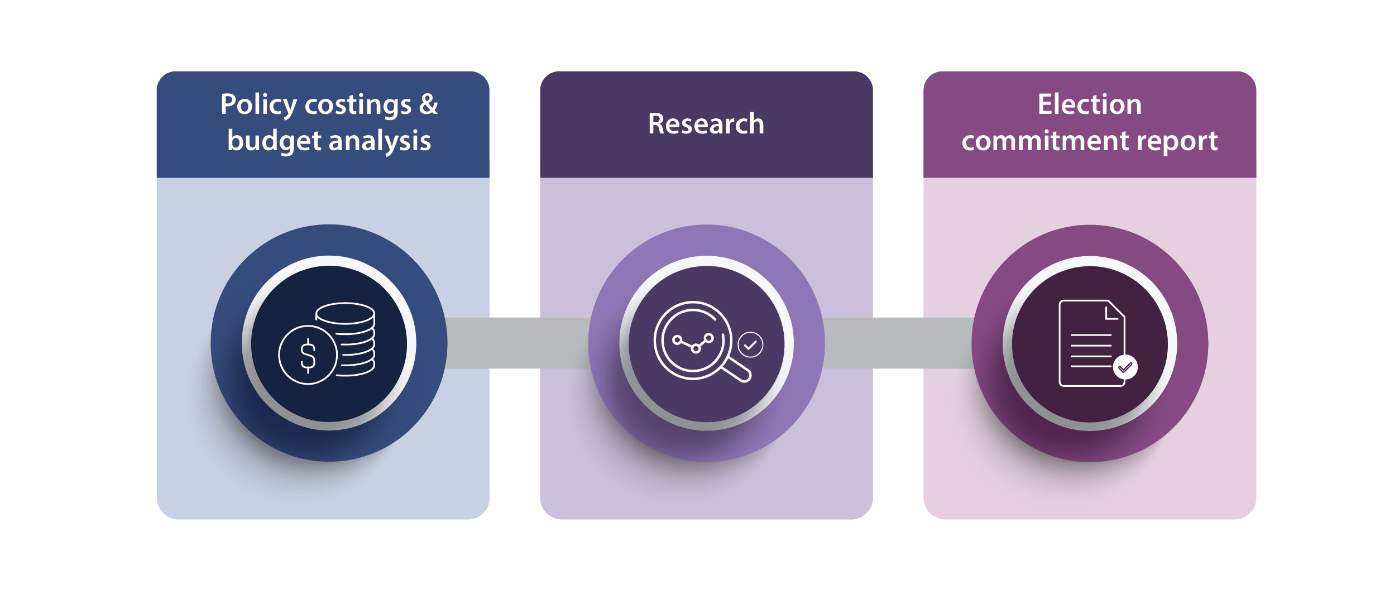 Policy costings &
budget analysis
Research
Election
commitment report
$